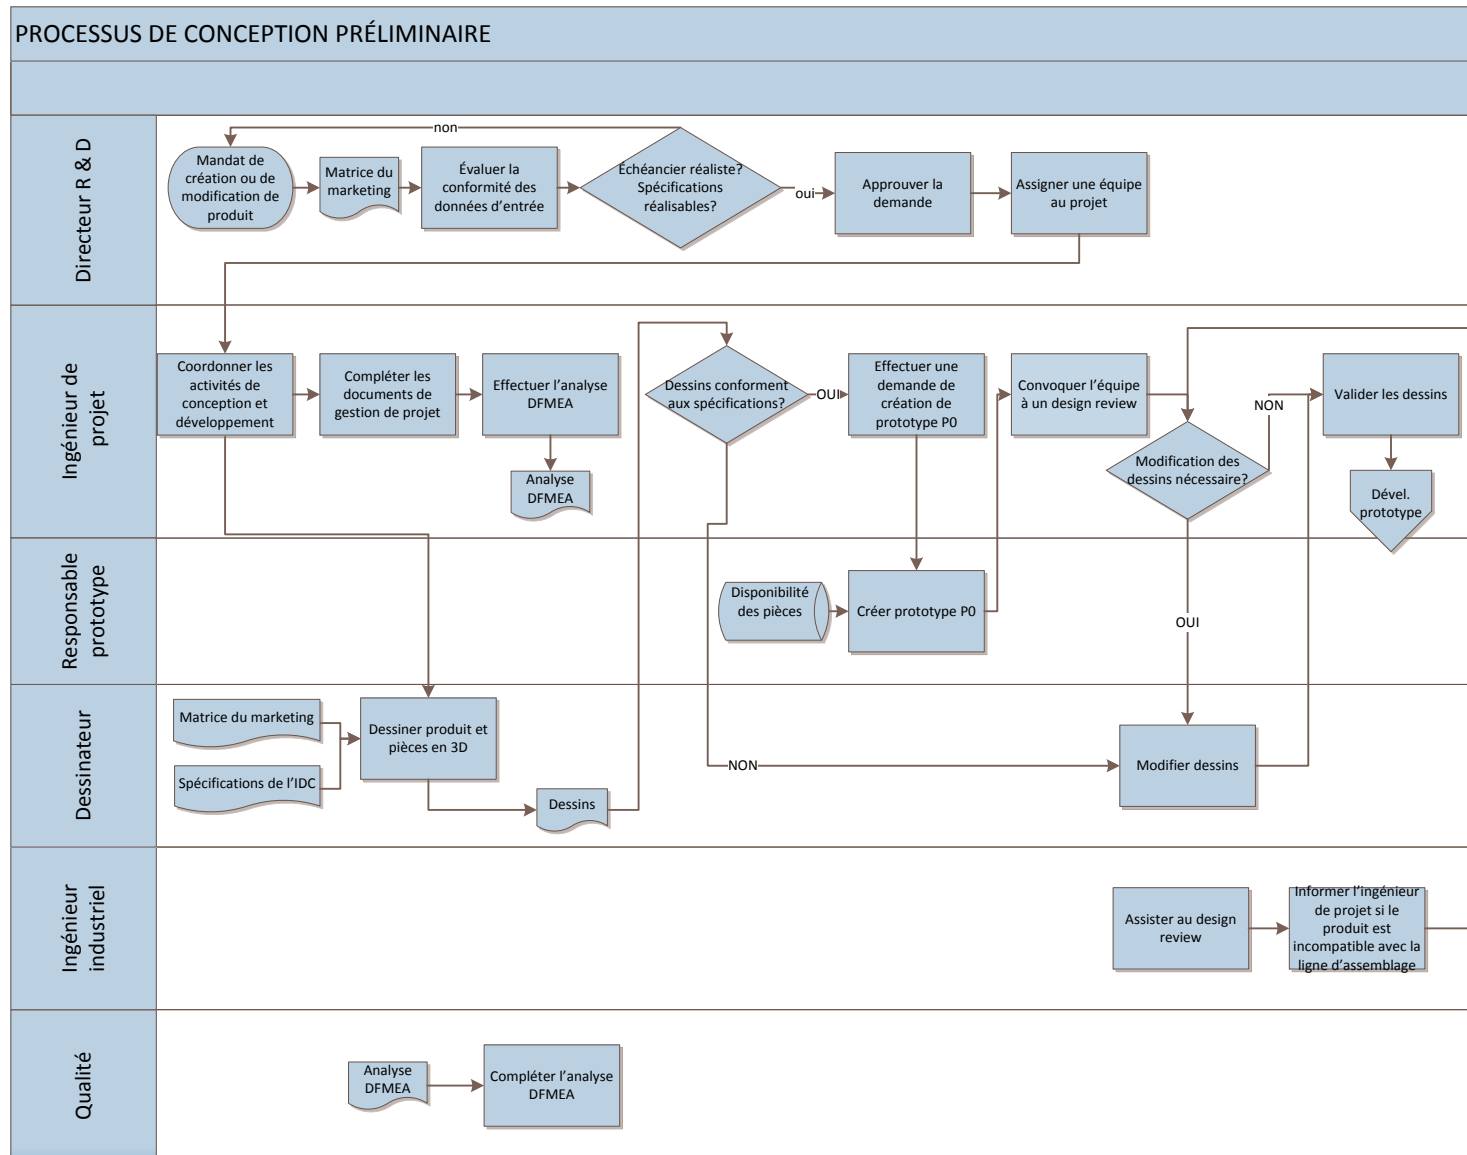 PROCESSUS DE CONCEPTION PRÉLIMINAIRE
Directeur R & D
non
Mandat de
création ou de
modification de
produit
Matrice du
marketing
Évaluer la
conformité des
données d'entrée
Échéancier réaliste?
Spécifications
réalisables?
oui
Approuver la
demande
Assigner une équipe
au projet
Ingénieur de
projet
Coordonner les
activités de
conception et
développement
Compléter les
documents de
gestion de projet
Effectuer l'analyse
DFMEA
Analyse
DFMEA
Dessins conforment
aux spécifications?
OUI
Effectuer une
demande de
création de
prototype P0
Convoquer l'équipe
à un design review
Modification des
dessins nécessaire?
NON
Valider les dessins
Dével.
prototype
Responsable
prototype
Disponibilité
des pièces
Créer prototype P0
OUI
Dessinateur
Matrice du marketing
Spécifications de l'IDC
Dessiner produit et
pièces en 3D
Dessins
NON
Modifier dessins
Ingénieur
industriel
Assister au design
review
Informer l'ingénieur
de projet si le
produit est
incompatible avec la
ligne d'assemblage
Qualité
Analyse
DFMEA
Compléter l'analyse
DFMEA